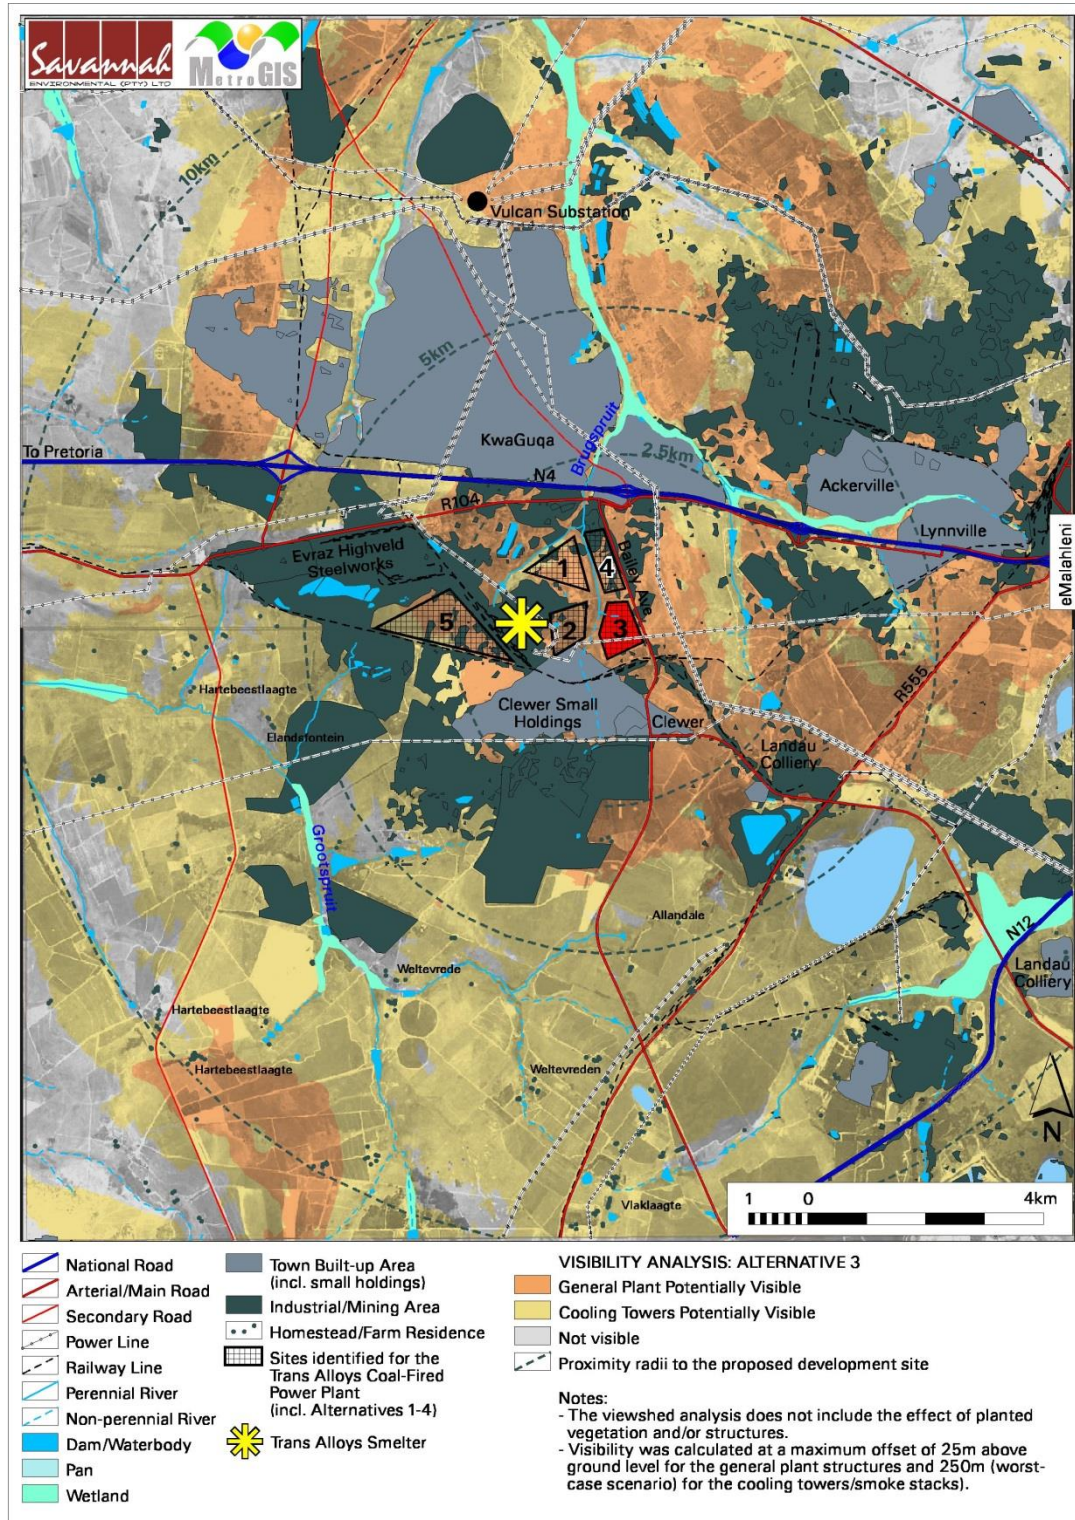 Savannah
ENVIRONMENTAL (PTY) LTD
MetroGIS
10km
Vulcan Substation
5km
KwaGuqa
Brugspruit
2.5km
To Pretoria
N4
Ackerville
R104
Lynnville
Evraz Highveld
Steelworks
Bailey Ave
eMalahleni
1
4
5
2
3
R555
Hartebeestlaagte
Clewer Small
Holdings
Clewer
Elandsfontein
Landau
Colliery
Grootspruit
Allandale
N12
Weltevrede
Landau
Colliery
Hartebeestlaagte
Hartebeestlaagte
Weltevreden
N
Vlaklaagte
1 0 4km
National Road
Arterial/Main Road
Secondary Road
Power Line
Railway Line
Perennial River
Non-perennial River
Dam/Waterbody
Pan
Wetland
Town Built-up Area
(incl. small holdings)
Industrial/Mining Area
Homestead/Farm Residence
Sites identified for the
Trans Alloys Coal-Fired
Power Plant
(incl. Alternatives 1-4)
Trans Alloys Smelter
VISIBILITY ANALYSIS: ALTERNATIVE 3
General Plant Potentially Visible
Cooling Towers Potentially Visible
Not visible
Proximity radii to the proposed development site
Notes:
- The viewshed analysis does not include the effect of planted
vegetation and/or structures.
- Visibility was calculated at a maximum offset of 25m above
ground level for the general plant structures and 250m (worst-
case scenario) for the cooling towers/smoke stacks).